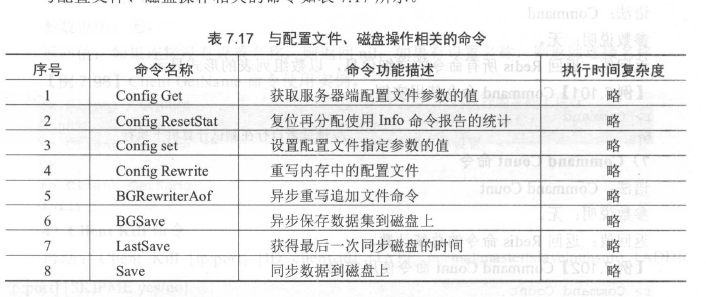 与配置文件、磁盘操作相关的命令如表 7.17 所示。
表 7.17 与配置文件、磁盘操作相关的命令
序号 命令名称 命令功能描述 执行时间复杂度
Config Get 获取服务器端配置文件参数的值 略
2 Config ResetStat 复位再分配使用 Info 命令报告的统计 略
3 Config set 设置配置文件指定参数的值 略
4 Config Rewrite 重写内存中的配置文件 略
5 BGRewriterAof 异步重写追加文件命令 略
6 BGSave 异步保存数据集到磁盘上 略
7 LastSave 获得最后一次同步磁盘的时间 略
8 Save 同步数据到磁盘上 略